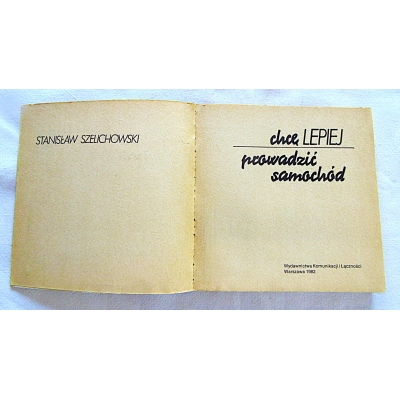 STANISŁAW SZELICHOWSKI
chcę LEPIEJ
prowadzić
samochód
Wydawnictwa Komunikacji i Łączności
Warszawa 1982